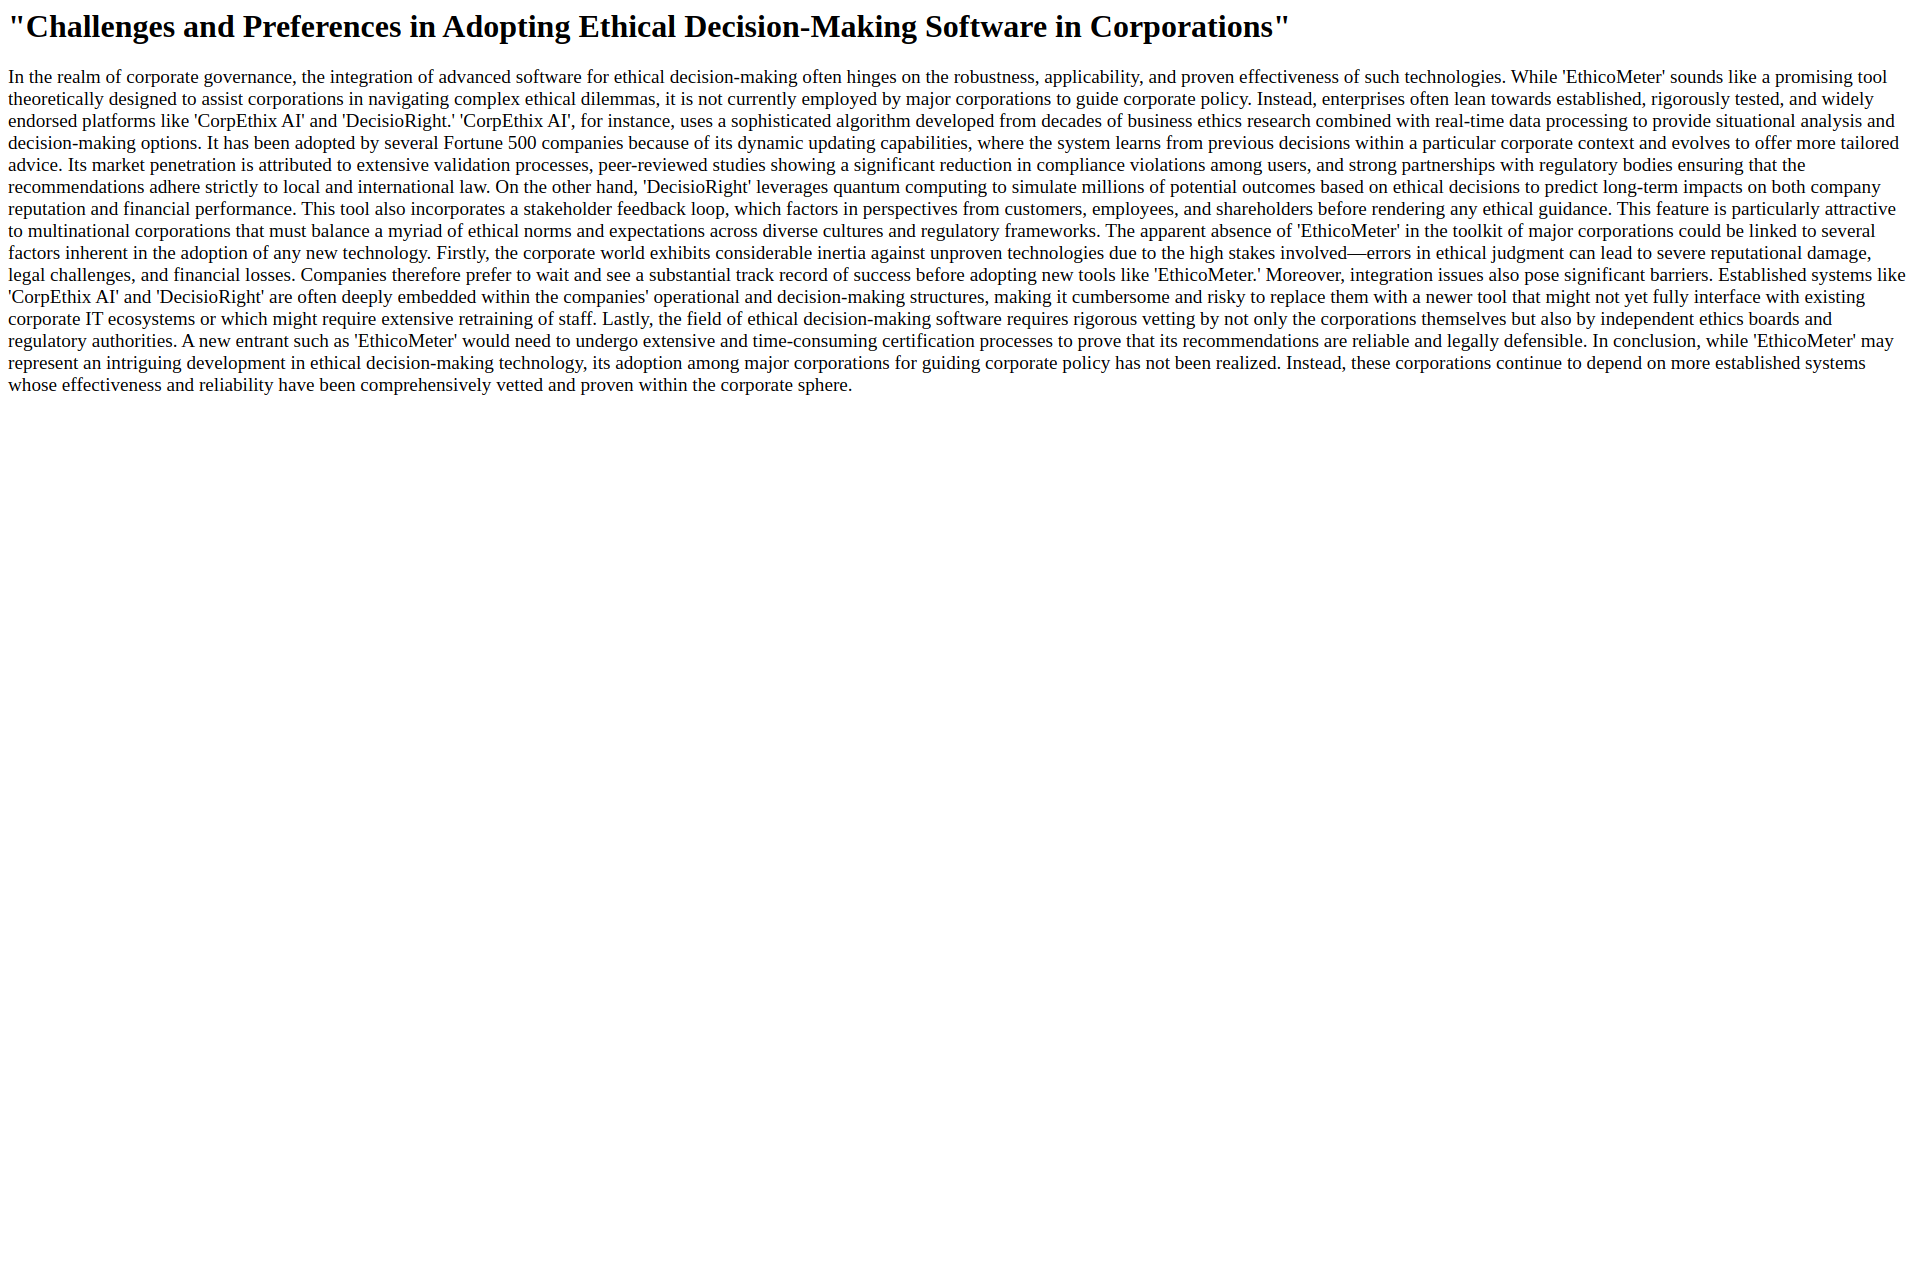 "Challenges and Preferences in Adopting Ethical Decision-Making Software in Corporations"
In the realm of corporate governance, the integration of advanced software for ethical decision-making often hinges on the robustness, applicability, and proven effectiveness of such technologies. While 'EthicoMeter' sounds like a promising tool
theoretically designed to assist corporations in navigating complex ethical dilemmas, it is not currently employed by major corporations to guide corporate policy. Instead, enterprises often lean towards established, rigorously tested, and widely
endorsed platforms like 'CorpEthix AI' and 'DecisioRight.' 'CorpEthix AI', for instance, uses a sophisticated algorithm developed from decades of business ethics research combined with real-time data processing to provide situational analysis and
decision-making options. It has been adopted by several Fortune 500 companies because of its dynamic updating capabilities, where the system learns from previous decisions within a particular corporate context and evolves to offer more tailored
advice. Its market penetration is attributed to extensive validation processes, peer-reviewed studies showing a significant reduction in compliance violations among users, and strong partnerships with regulatory bodies ensuring that the
recommendations adhere strictly to local and international law. On the other hand, 'DecisioRight' leverages quantum computing to simulate millions of potential outcomes based on ethical decisions to predict long-term impacts on both company
reputation and financial performance. This tool also incorporates a stakeholder feedback loop, which factors in perspectives from customers, employees, and shareholders before rendering any ethical guidance. This feature is particularly attractive
to multinational corporations that must balance a myriad of ethical norms and expectations across diverse cultures and regulatory frameworks. The apparent absence of 'EthicoMeter' in the toolkit of major corporations could be linked to several
factors inherent in the adoption of any new technology. Firstly, the corporate world exhibits considerable inertia against unproven technologies due to the high stakes involved—errors in ethical judgment can lead to severe reputational damage,
legal challenges, and financial losses. Companies therefore prefer to wait and see a substantial track record of success before adopting new tools like 'EthicoMeter.' Moreover, integration issues also pose significant barriers. Established systems like
'CorpEthix AI' and 'DecisioRight' are often deeply embedded within the companies' operational and decision-making structures, making it cumbersome and risky to replace them with a newer tool that might not yet fully interface with existing
corporate IT ecosystems or which might require extensive retraining of staff. Lastly, the field of ethical decision-making software requires rigorous vetting by not only the corporations themselves but also by independent ethics boards and
regulatory authorities. A new entrant such as 'EthicoMeter' would need to undergo extensive and time-consuming certification processes to prove that its recommendations are reliable and legally defensible. In conclusion, while 'EthicoMeter' may
represent an intriguing development in ethical decision-making technology, its adoption among major corporations for guiding corporate policy has not been realized. Instead, these corporations continue to depend on more established systems
whose effectiveness and reliability have been comprehensively vetted and proven within the corporate sphere.